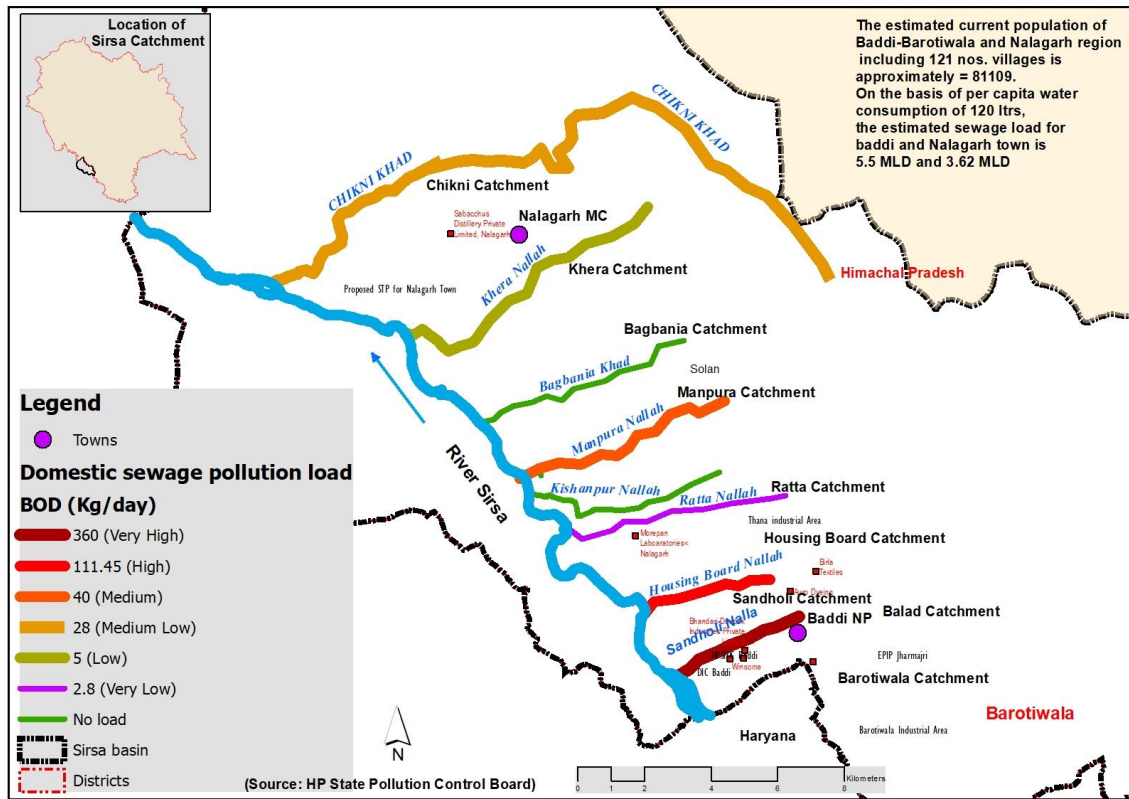 Location of
Sirsa Catchment
The estimated current population of
Baddi-Barotiwala and Nalagarh region
including 121 nos. villages is
approximately = 81109.
On the basis of per capita water
consumption of 120 ltrs,
the estimated sewage load for
baddi and Nalagarh town is
5.5 MLD and 3.62 MLD
CHIKNI KHAD
CHIKNI KHAD
Chikni Catchment
Sabacchus
Distillery Private
Limited, Nalagarh
Nalagarh MC
Khera Nallah
Khera Catchment
Himachal Pradesh
Proposed STP for Nalagarh Town
Bagbania Catchment
Bagbania Khad
Solan
Manpura Catchment
Manpura Nallah
River Sirsa
Kishanpur Nallah
Ratta Nallah
Ratta Catchment
Thana industrial Area
Morepan
Laboaratories<
Nalagarh
Housing Board Catchment
Birla
Textiles
Housing Board Nallah
Dyeing
Sandholi Catchment
Sandholi Nalla
Baddi NP
Balad Catchment
Baddi
Winsome
DIC Baddi
EPIP Jharmajri
Barotiwala Catchment
Barotiwala
Barotiwala Industrial Area
Haryana
Legend
Towns
Domestic sewage pollution load
BOD (Kg/day)
360 (Very High)
111.45 (High)
40 (Medium)
28 (Medium Low)
5 (Low)
2.8 (Very Low)
No load
Sirsa basin
Districts
(Source: HP State Pollution Control Board)
N
Kilometers
0 2 4 6 8